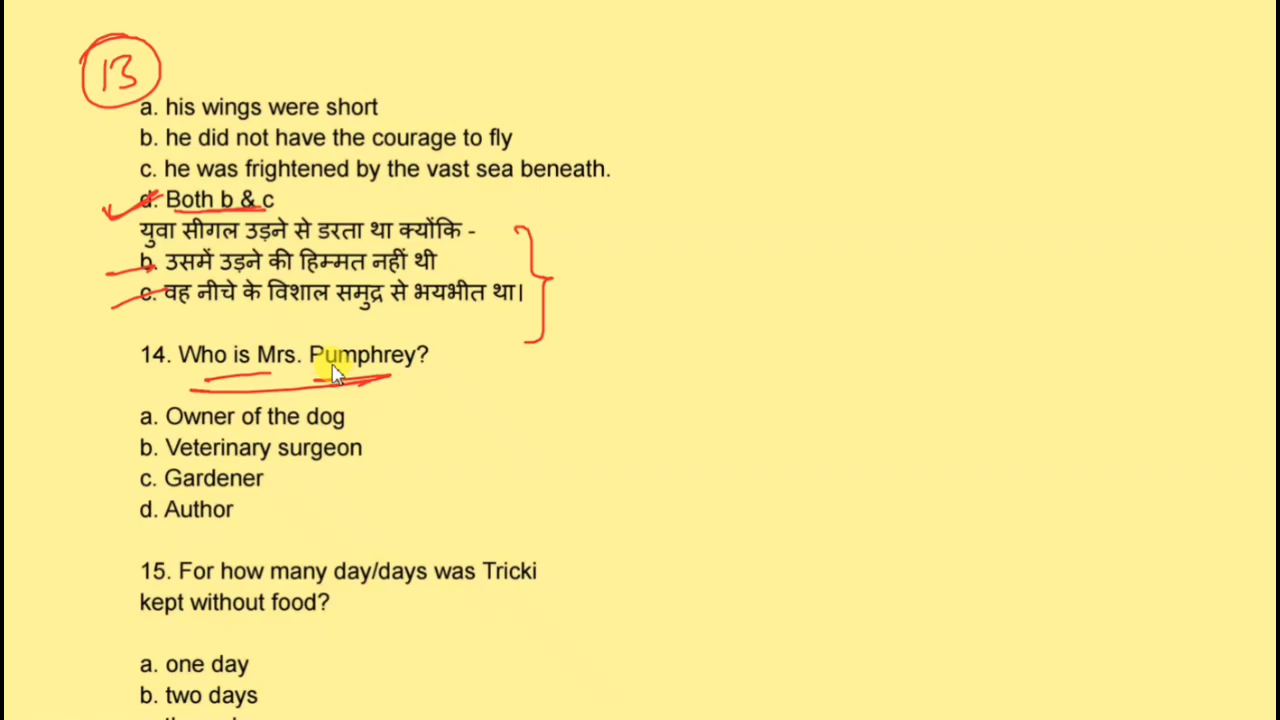 13
a. his wings were short
b. he did not have the courage to fly
c. he was frightened by the vast sea beneath.
d. Both b & c
युवा सीगल उड़ने से डरता था क्योंकि -
b. उसमें उड़ने की हिम्मत नहीं थी
c. वह नीचे के विशाल समुद्र से भयभीत था।
14. Who is Mrs. Pumphrey?
a. Owner of the dog
b. Veterinary surgeon
c. Gardener
d. Author
15. For how many day/days was Tricki
kept without food?
a. one day
b. two days